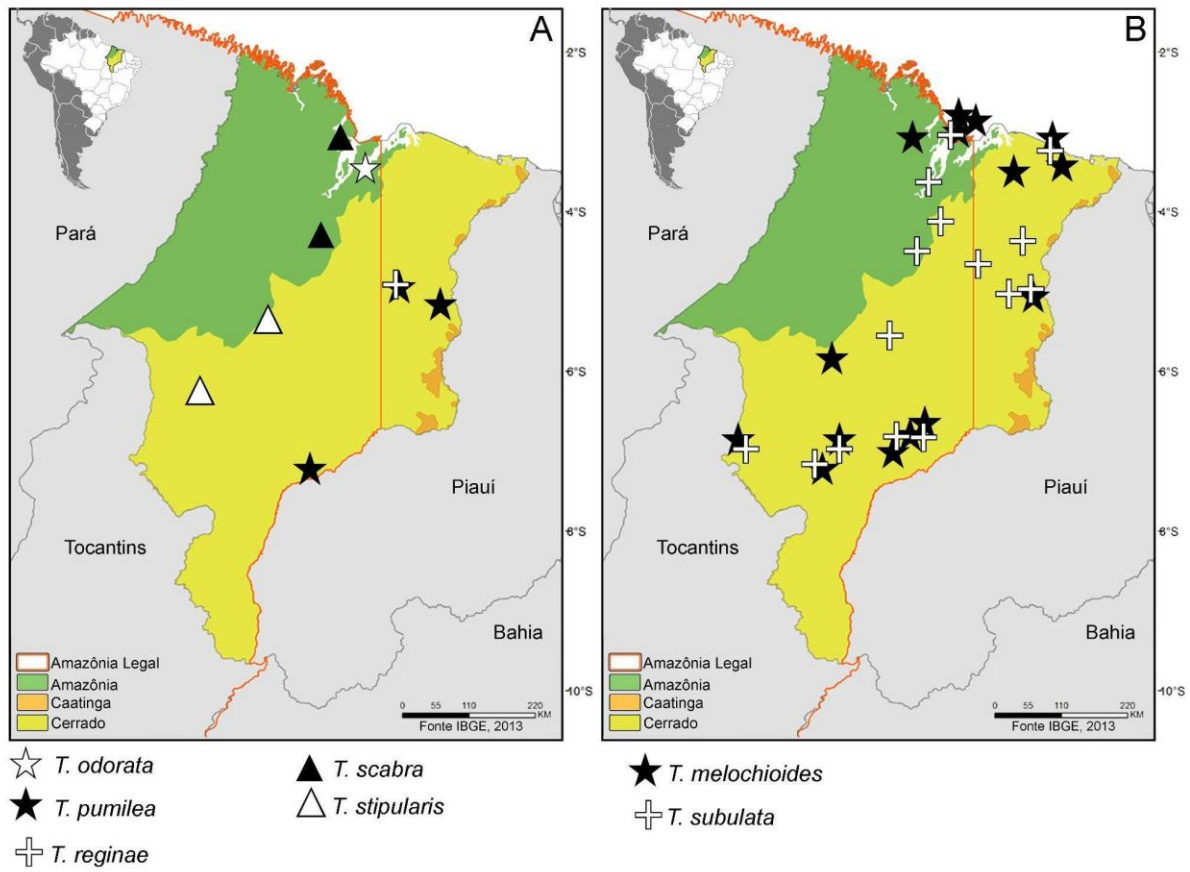 A
Pará
Tocantins
Piauí
Bahia
Amazônia Legal
Amazônia
Caatinga
Cerrado
0 55 110 220
KM
Fonte IBGE, 2013
B
2°S
4°S
6°S
8°S
10°S
Pará
Tocantins
Piauí
Bahia
Amazônia Legal
Amazônia
Caatinga
Cerrado
0 55 110 220
KM
Fonte IBGE, 2013
2°S
4°S
6°S
8°S
10°S
T. odorata
T. pumilea
T. reginae
T. scabra
T. stipularis
T. melochioides
T. subulata